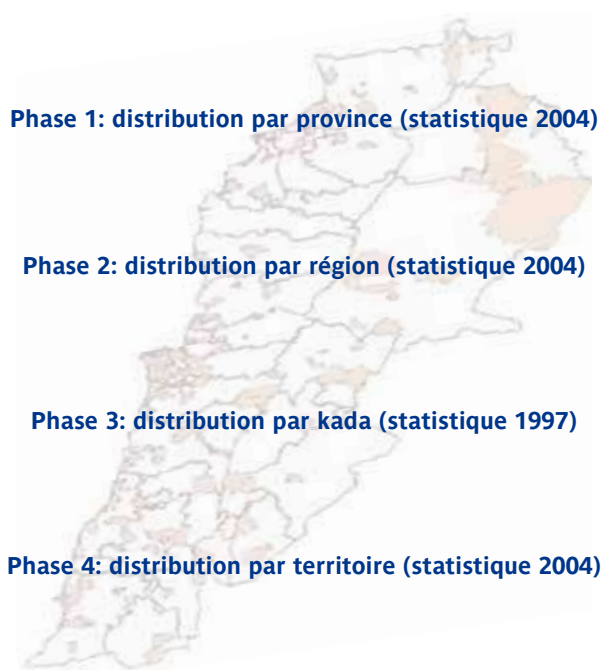 Phase 1: distribution par province (statistique 2004)
Phase 2: distribution par région (statistique 2004)
Phase 3: distribution par kada (statistique 1997)
Phase 4: distribution par territoire (statistique 2004)